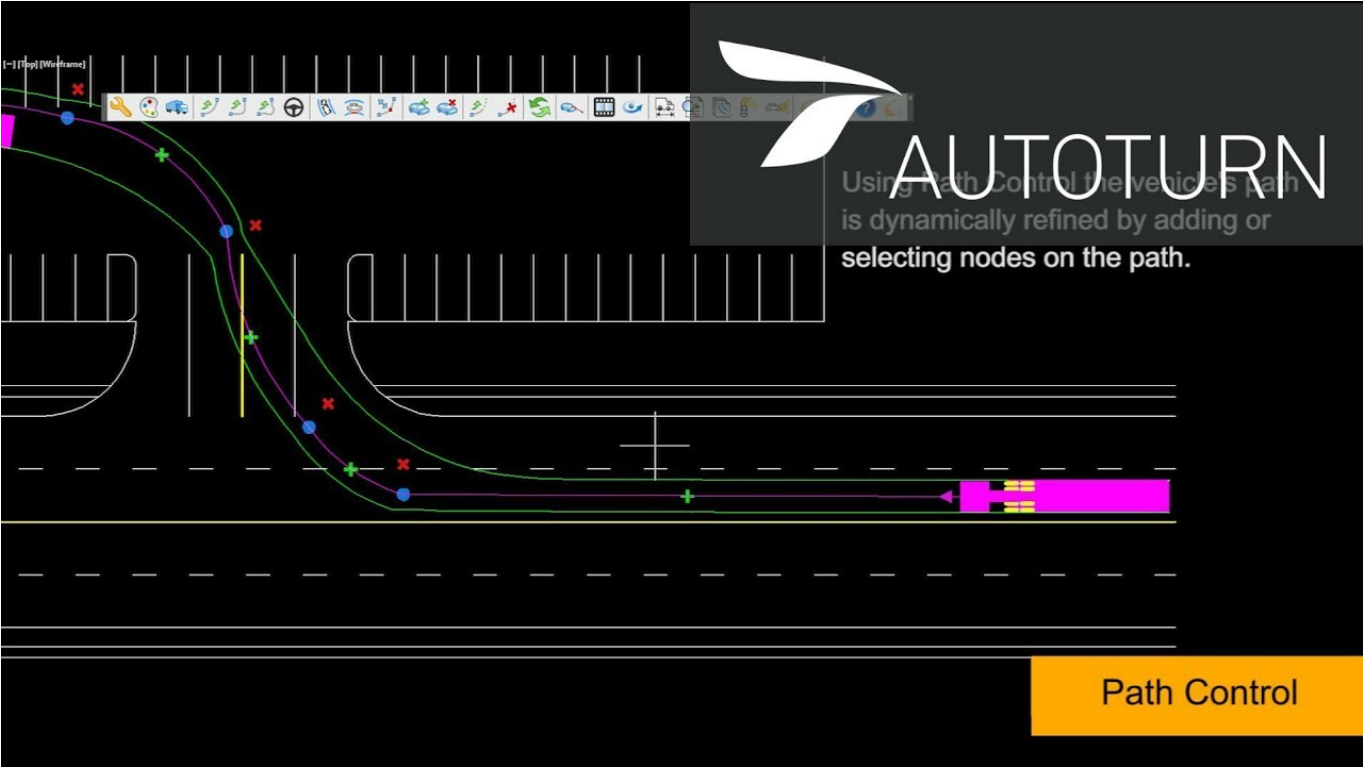 [−] [Top] [Wireframe]
AUTOTURN
Using Path Control the vehicle's path
is dynamically refined by adding or
selecting nodes on the path.
Path Control